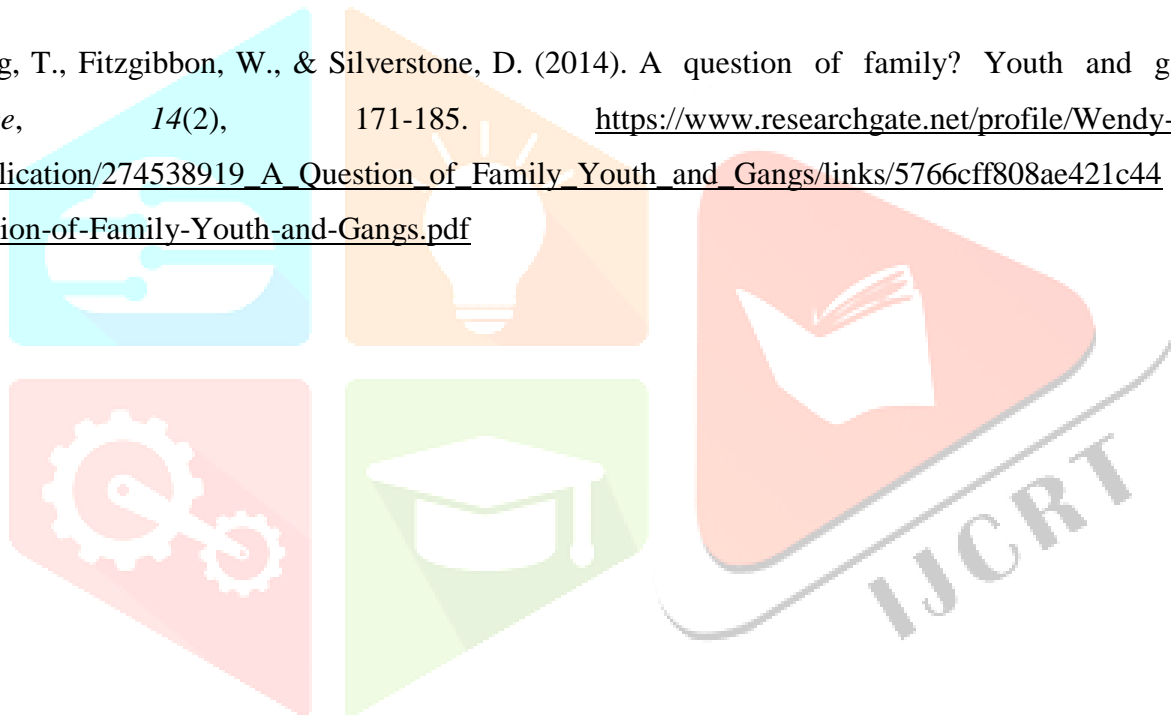 g, T., Fitzgibbon, W., & Silverstone, D. (2014). A question of family? Youth and g
e, 14(2), 171-185. https://www.researchgate.net/profile/Wendy-
lication/274538919_A_Question_of_Family_Youth_and_Gangs/links/5766cff808ae421c44
ion-of-Family-Youth-and-Gangs.pdf
IJCRT